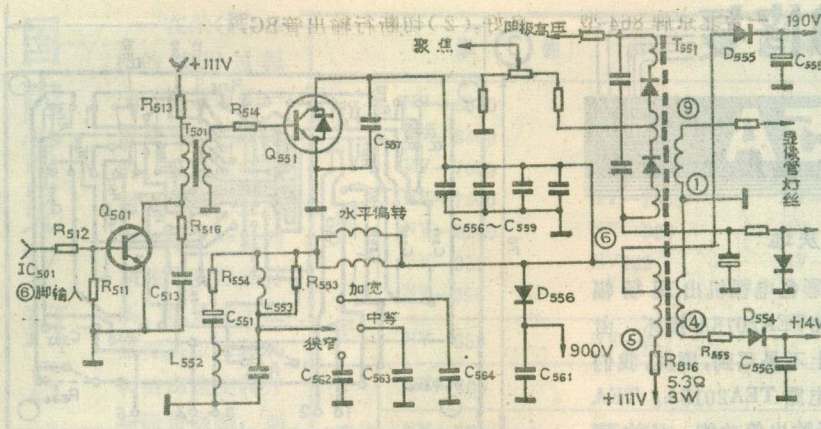 聚焦
阳极高压
T551
190V
D555
C555
+111V
R513
T501
R514
Q551
C587
⑨
显像管灯丝
①
Q501
R512
R516
水平偏转
C556～C559
⑥
IC501
⑥脚输入
R511
C513
R554
L553
R553
加宽
D556
④
D554
+14V
C551
中等
狭窄
900V
⑤
R555
L552
C562
C563
C564
C561
R816
5.3Ω
3W
+111V